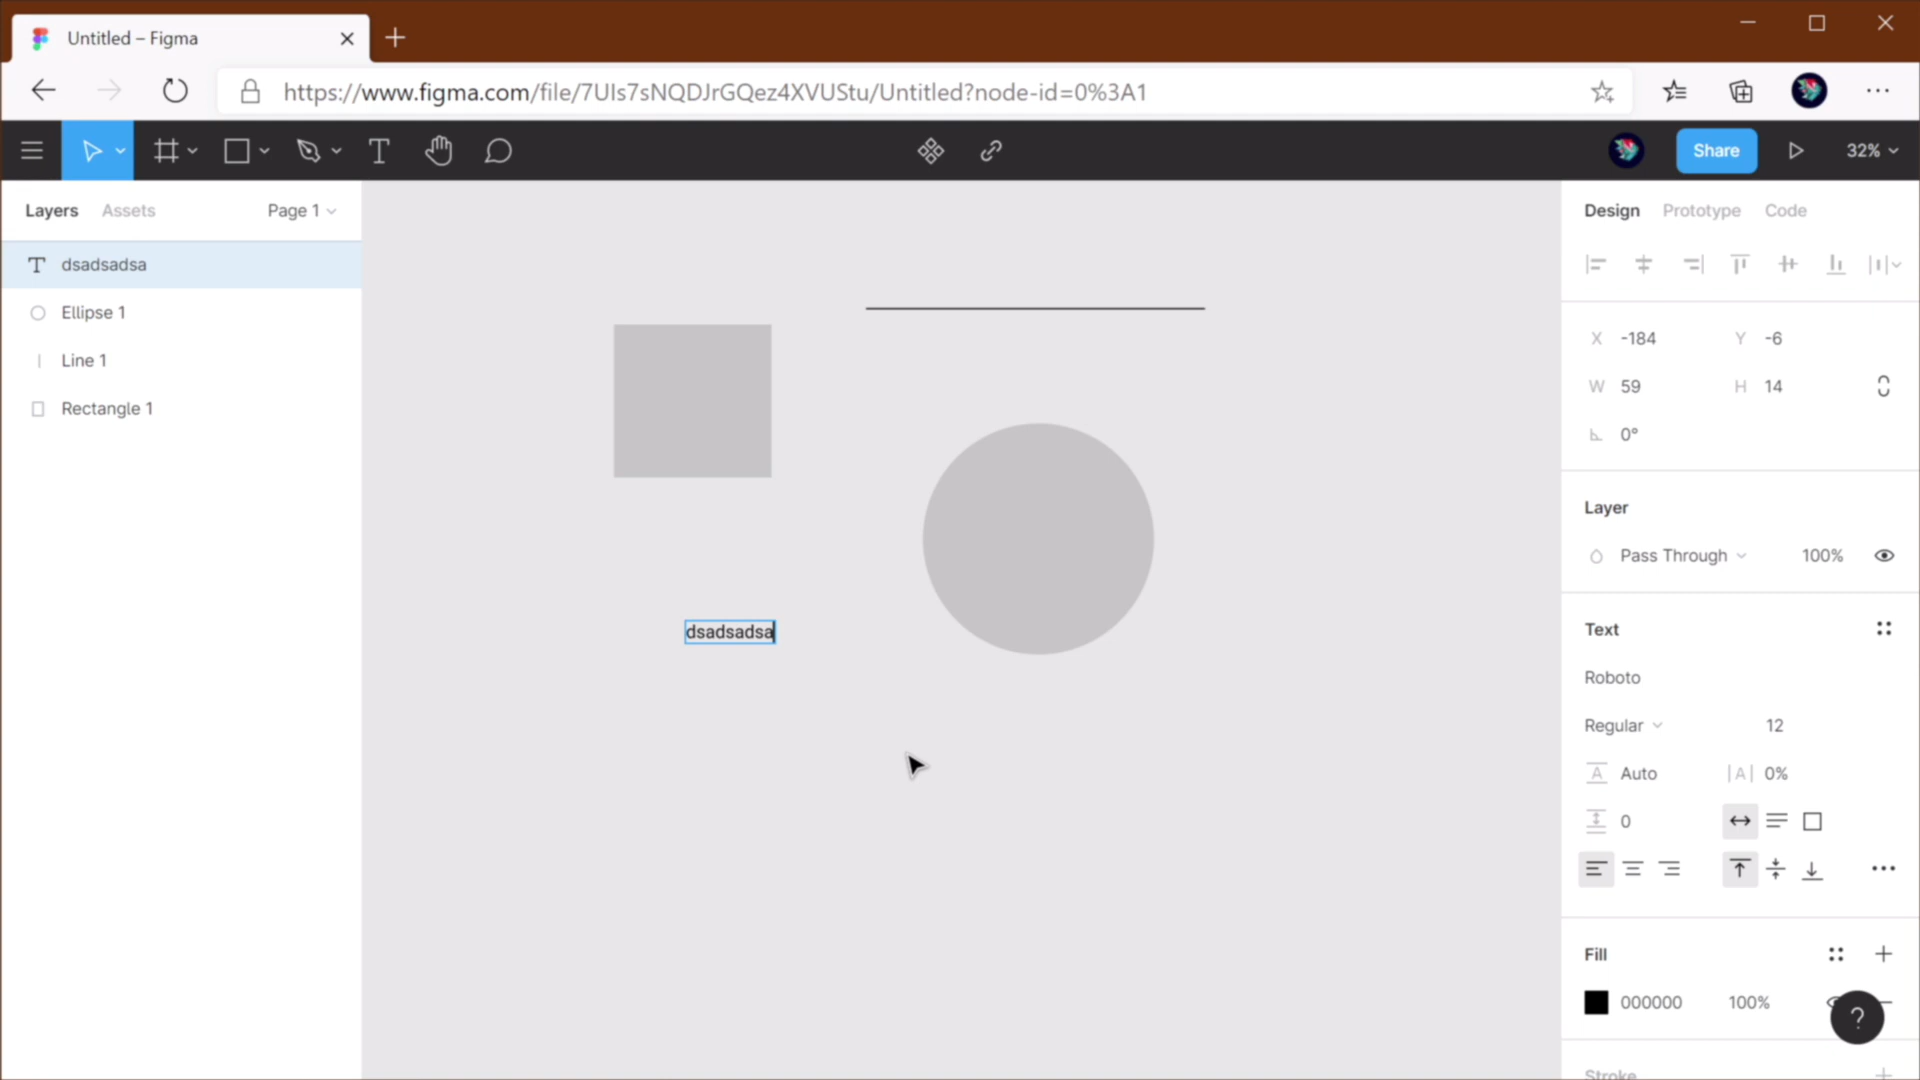 Untitled – Figma
https://www.figma.com/file/7UIs7sNQDJrGQez4XVUStu/Untitled?node-id=0%3A1
Share
32%
Layers
Assets
Page 1
dsadsadsa
Ellipse 1
Line 1
Rectangle 1
dsadsadsa
Design
Prototype
Code
X -184
Y -6
W 59
H 14
0°
Layer
Pass Through
100%
Text
Roboto
Regular
12
Auto
0%
0
Fill
000000
100%
?
Stroke